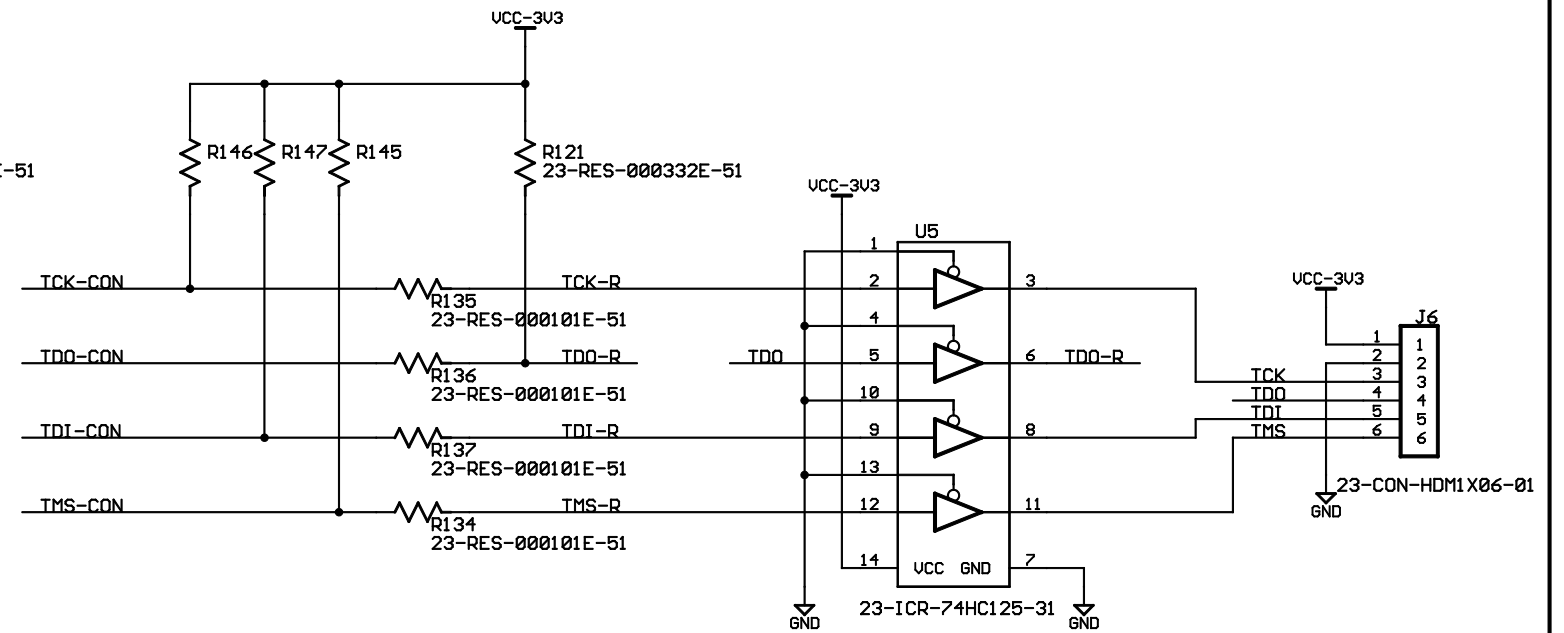 VCC-3V3
R146
R147
R145
R121
23-RES-000332E-51
E-51
VCC-3V3
U5
1
TCK-CON
R135
23-RES-000101E-51
TCK-R
2
3
VCC-3V3
4
J6
TDO-CON
R136
23-RES-000101E-51
TDO-R
TDO
5
6
TDO-R
1
1
2
2
TCK
3
3
TDO
4
4
TDI
5
5
TMS
6
6
10
TDI-CON
R137
23-RES-000101E-51
TDI-R
9
8
13
23-CON-HDM1X06-01
GND
TMS-CON
R134
23-RES-000101E-51
TMS-R
12
11
14
VCC GND
7
23-ICR-74HC125-31
GND
GND